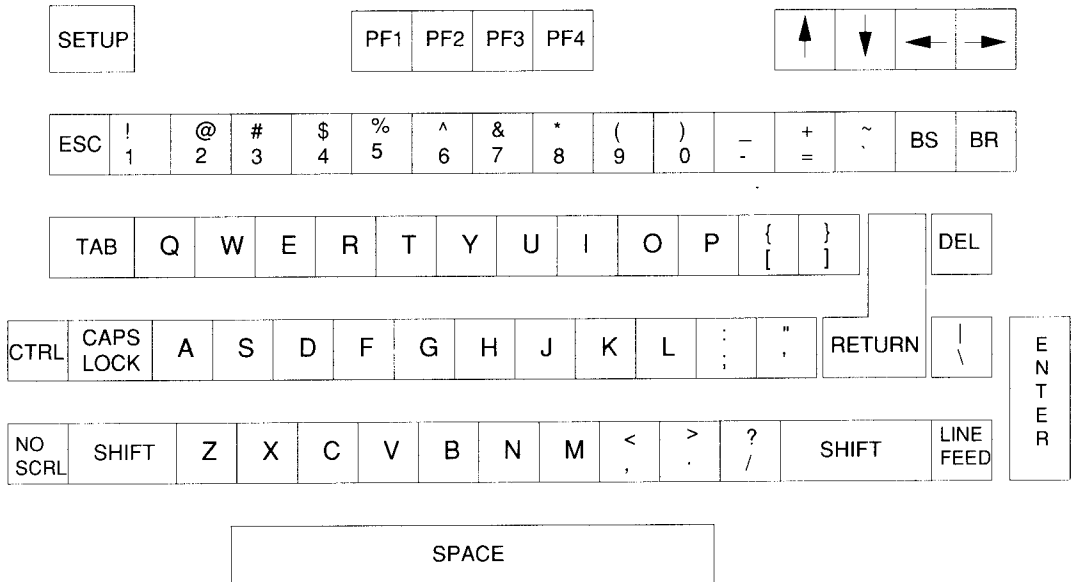 SETUP PF1 PF2 PF3 PF4 ↑ ↓ ← →
! @ # $ % ^ & * ( ) _ + ~
ESC 1 2 3 4 5 6 7 8 9 0 - = ` BS BR
{ }
TAB Q W E R T Y U I O P [ ] DEL
CTRL CAPS LOCK A S D F G H J K L : ; " ' RETURN | \
ENTER
NO SCRL SHIFT Z X C V B N M < , > . ? / SHIFT LINE FEED
SPACE